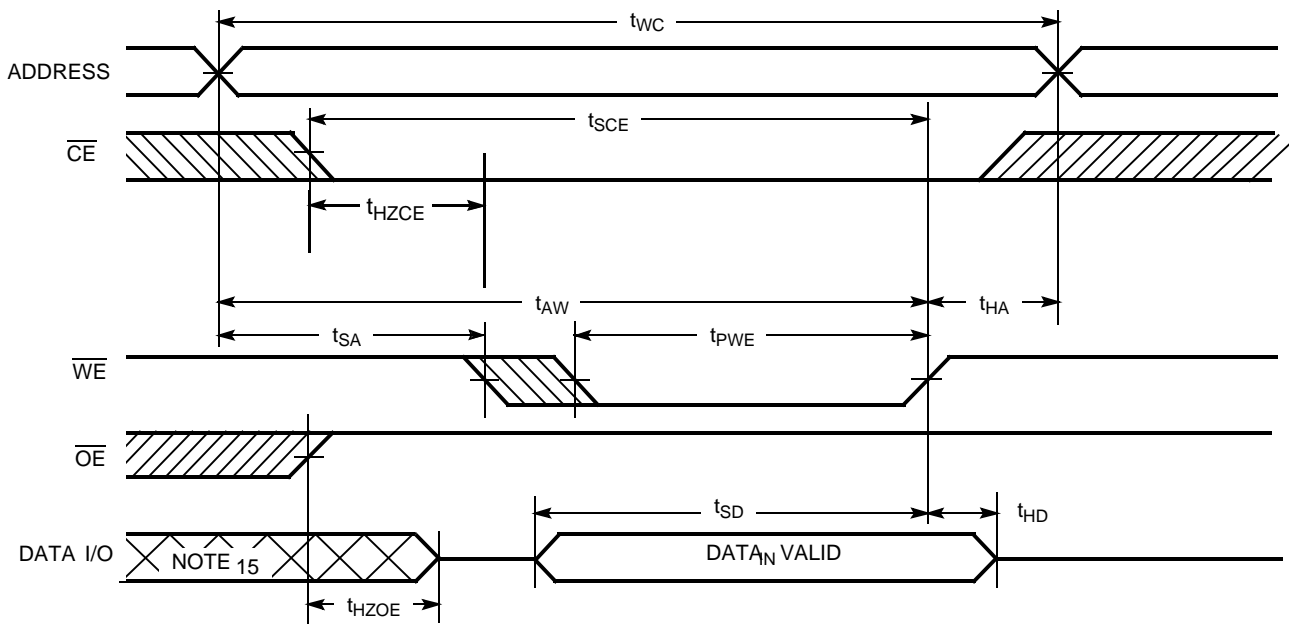 tWC
ADDRESS
tSCE
CE
tHZCE
tAW
tHA
tSA
tPWE
WE
OE
tSD
tHD
DATA I/O
NOTE 15
DATAIN VALID
tHZOE